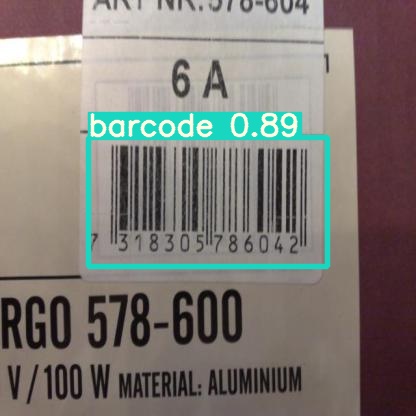 ART NR. 578-604
6 A
barcode 0.89
7 318305 786042
RGO 578-600
V / 100 W MATERIAL: ALUMINIUM